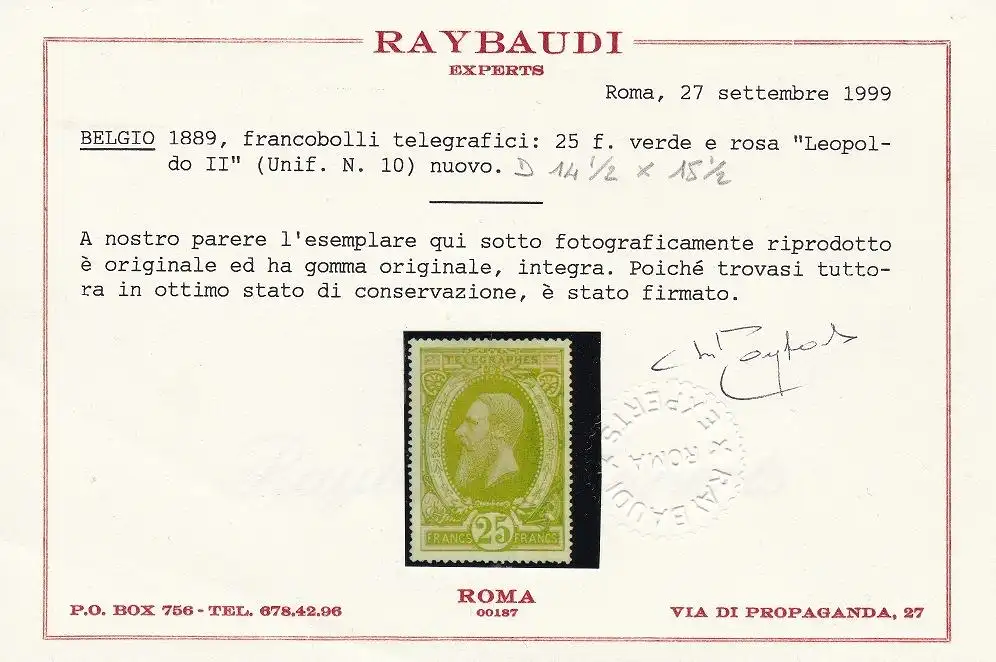 RAYBAUDI
EXPERTS
Roma, 27 settembre 1999
BELGIO 1889, francobolli telegrafici: 25 f. verde e rosa "Leopol-
do II" (Unif. N. 10) nuovo. D 14 1/2 x 15 1/2
A nostro parere l'esemplare qui sotto fotograficamente riprodotto
è originale ed ha gomma originale, integra. Poiché trovasi tutto-
ra in ottimo stato di conservazione, è stato firmato.
TELEGRAPHES
FRANCS 25 FRANCS
RAYBAUDI EXPERTS
ROMA
ROMA
00187
P.O. BOX 756 - TEL. 678.42.96
VIA DI PROPAGANDA, 27